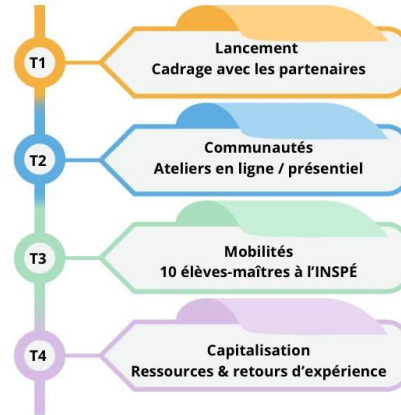 T1
Lancement
Cadrage avec les partenaires
T2
Communautés
Ateliers en ligne / présentiel
T3
Mobilités
10 élèves-maîtres à l’INSPÉ
T4
Capitalisation
Ressources & retours d’expérience